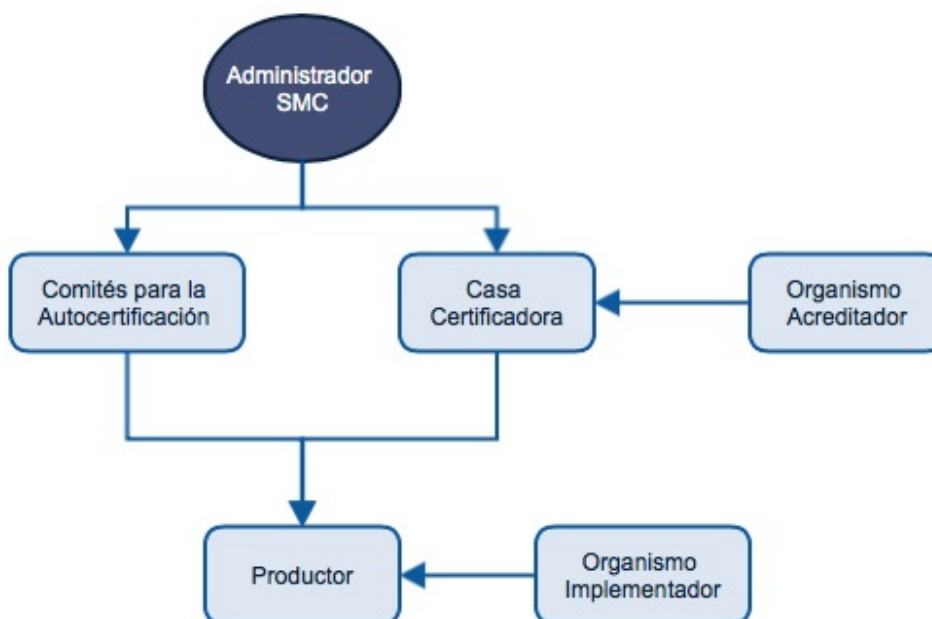 Administrador
SMC
Comités para la
Autocertificación
Casa
Certificadora
Organismo
Acreditador
Productor
Organismo
Implementador